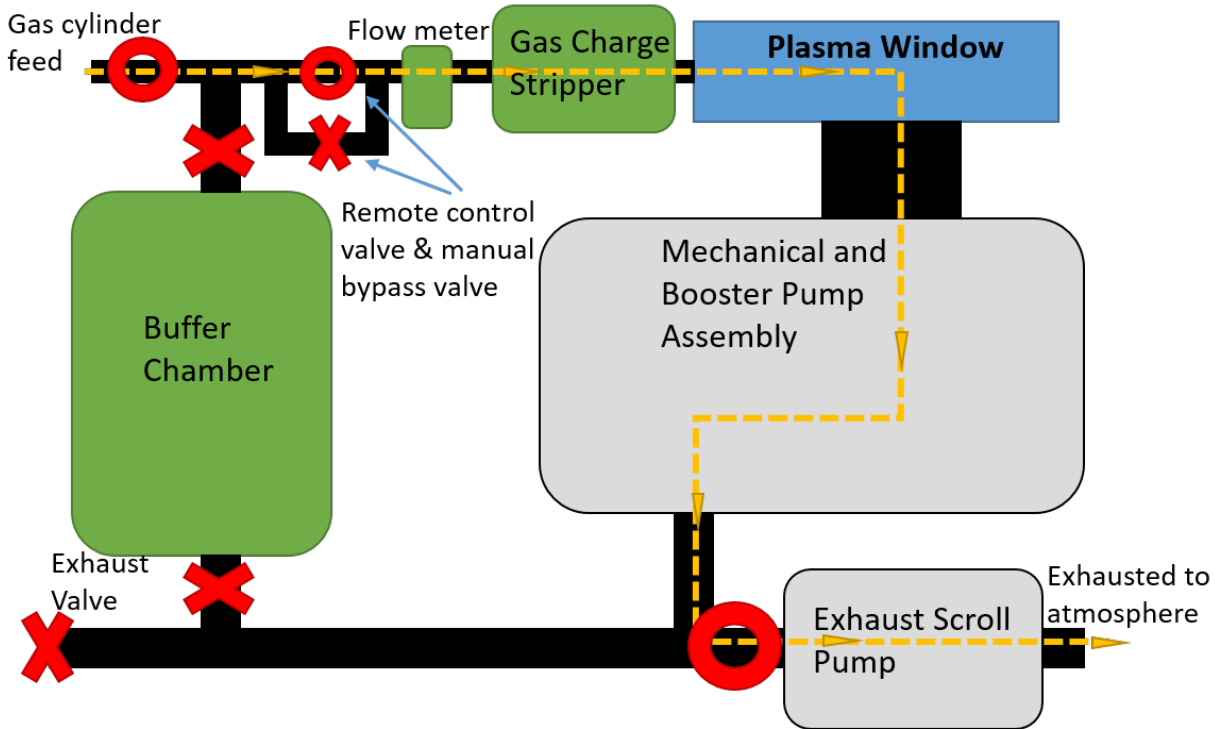 Gas cylinder
feed
Flow meter
Gas Charge
Stripper
Plasma Window
Remote control
valve & manual
bypass valve
Mechanical and
Booster Pump
Assembly
Buffer
Chamber
Exhaust
Valve
Exhaust Scroll
Pump
Exhausted to
atmosphere